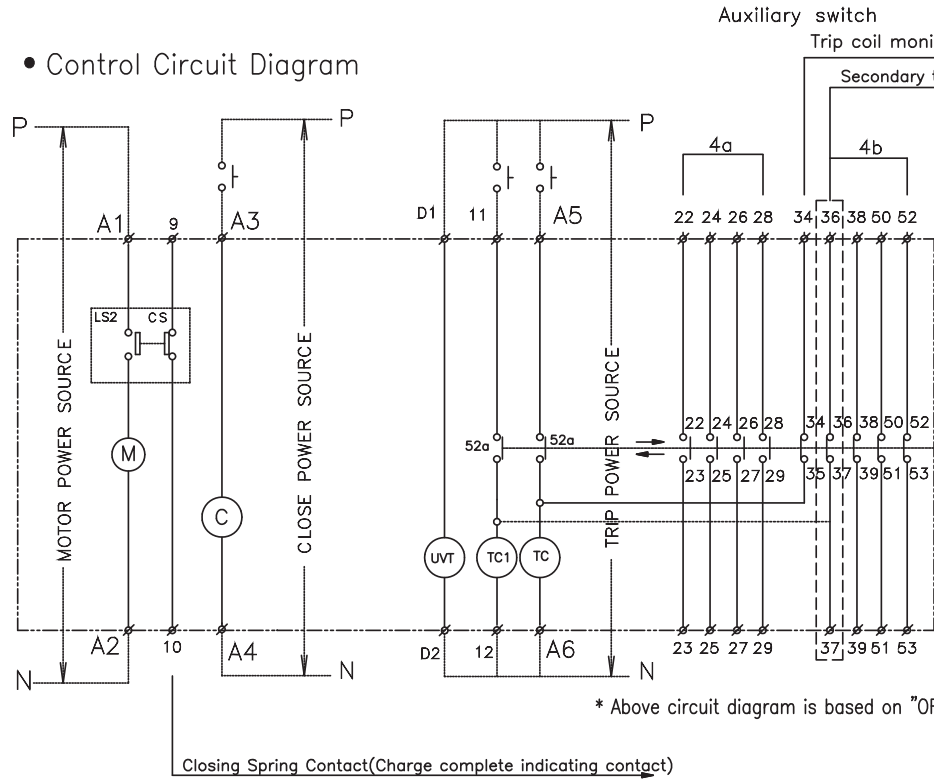 Auxiliary switch
Trip coil moni
Secondary t
• Control Circuit Diagram
P P P
4a 4b
A1 9 A3 D1 11 A5 22 24 26 28 34 36 38 50 52
LS2 CS
MOTOR POWER SOURCE
CLOSE POWER SOURCE
TRIP POWER SOURCE
M
52a 52a 22 24 26 28 34 36 38 50 52
23 25 27 29 35 37 39 51 53
C
UVT TC1 TC
A2 10 A4 D2 12 A6 23 25 27 29 37 39 51 53
N N N
* Above circuit diagram is based on "OF
Closing Spring Contact(Charge complete indicating contact)